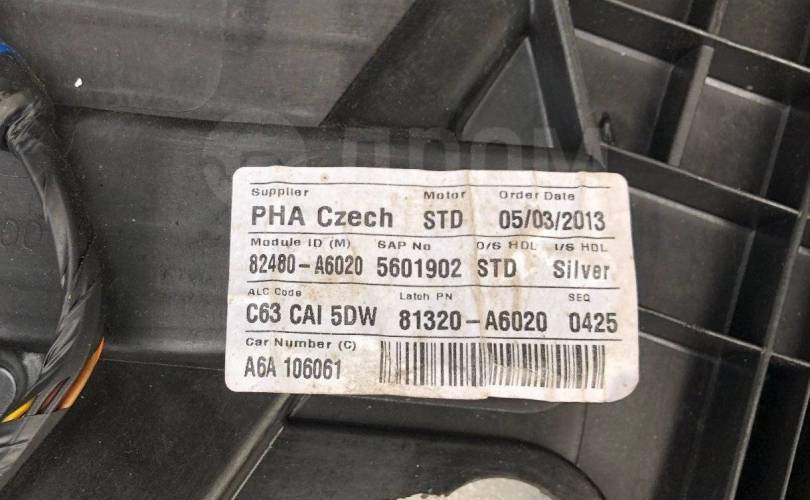 ДРОМ
Supplier Motor Order Date
PHA Czech STD 05/03/2013
Module ID (M) SAP No O/S HDL I/S HDL
82480-A6020 5601902 STD Silver
ALC Code Latch PN SEQ
C63 CAI 5DW 81320-A6020 0425
Car Number (C)
A6A 106061